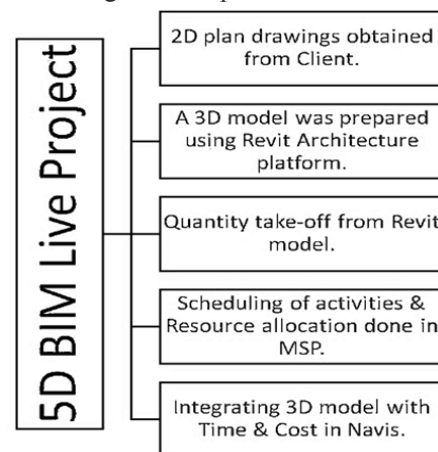 5D BIM Live Project
2D plan drawings obtained
from Client.
A 3D model was prepared
using Revit Architecture
platform.
Quantity take-off from Revit
model.
Scheduling of activities &
Resource allocation done in
MSP.
Integrating 3D model with
Time & Cost in Navis.